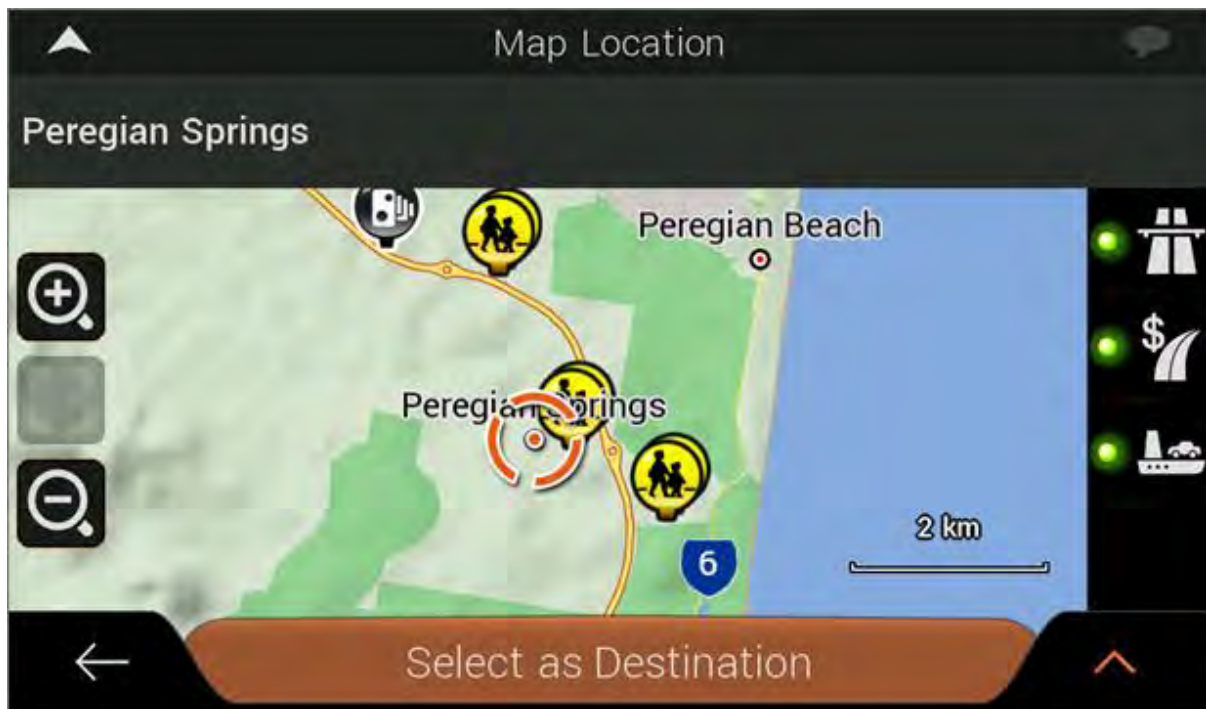 Map Location
Peregian Springs
Peregian Beach
Peregian Springs
2 km
6
$
Select as Destination